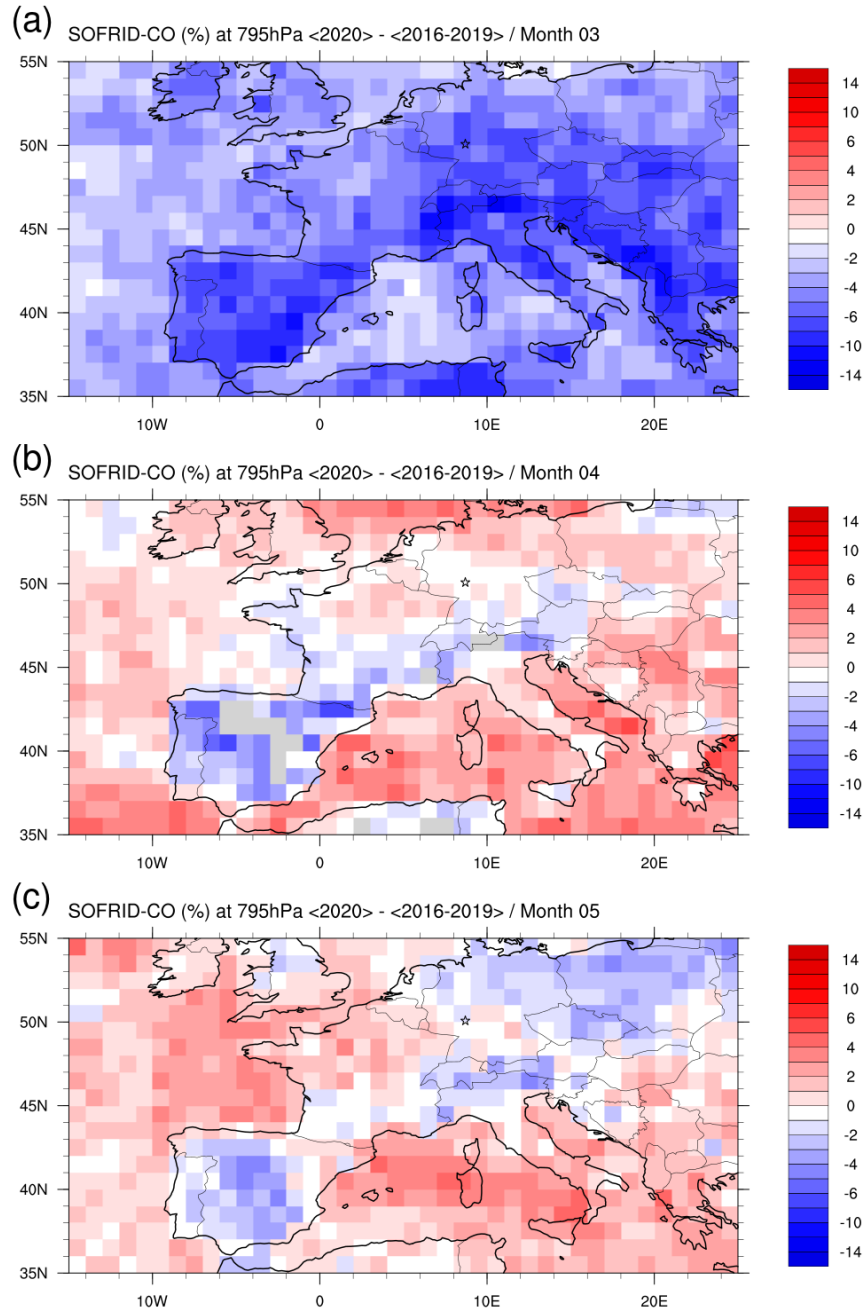 (a)
SOFRID-CO (%) at 795hPa <2020> - <2016-2019> / Month 03
55N
50N
45N
40N
35N
10W 0 10E 20E
14
10
6
4
2
0
-2
-4
-6
-10
-14
(b)
SOFRID-CO (%) at 795hPa <2020> - <2016-2019> / Month 04
55N
50N
45N
40N
35N
10W 0 10E 20E
14
10
6
4
2
0
-2
-4
-6
-10
-14
(c)
SOFRID-CO (%) at 795hPa <2020> - <2016-2019> / Month 05
55N
50N
45N
40N
35N
10W 0 10E 20E
14
10
6
4
2
0
-2
-4
-6
-10
-14